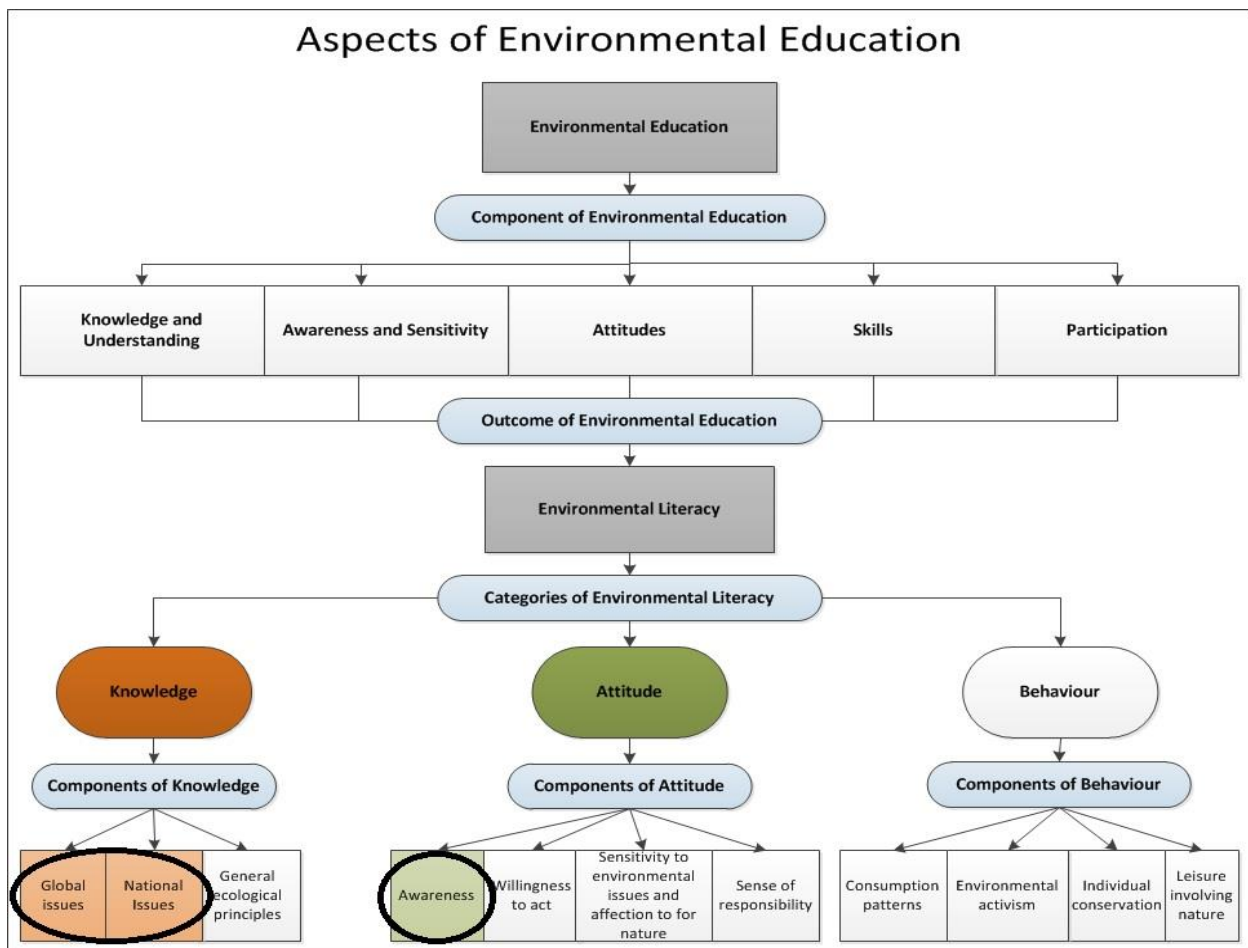 Aspects of Environmental Education
Environmental Education
Component of Environmental Education
Knowledge and
Understanding
Awareness and Sensitivity
Attitudes
Skills
Participation
Outcome of Environmental Education
Environmental Literacy
Categories of Environmental Literacy
Knowledge
Attitude
Behaviour
Components of Knowledge
Components of Attitude
Components of Behaviour
Global
issues
National
Issues
General
ecological
principles
Awareness
Willingness
to act
Sensitivity to
environmental
issues and
affection to for
nature
Sense of
responsibility
Consumption
patterns
Environmental
activism
Individual
conservation
Leisure
involving
nature